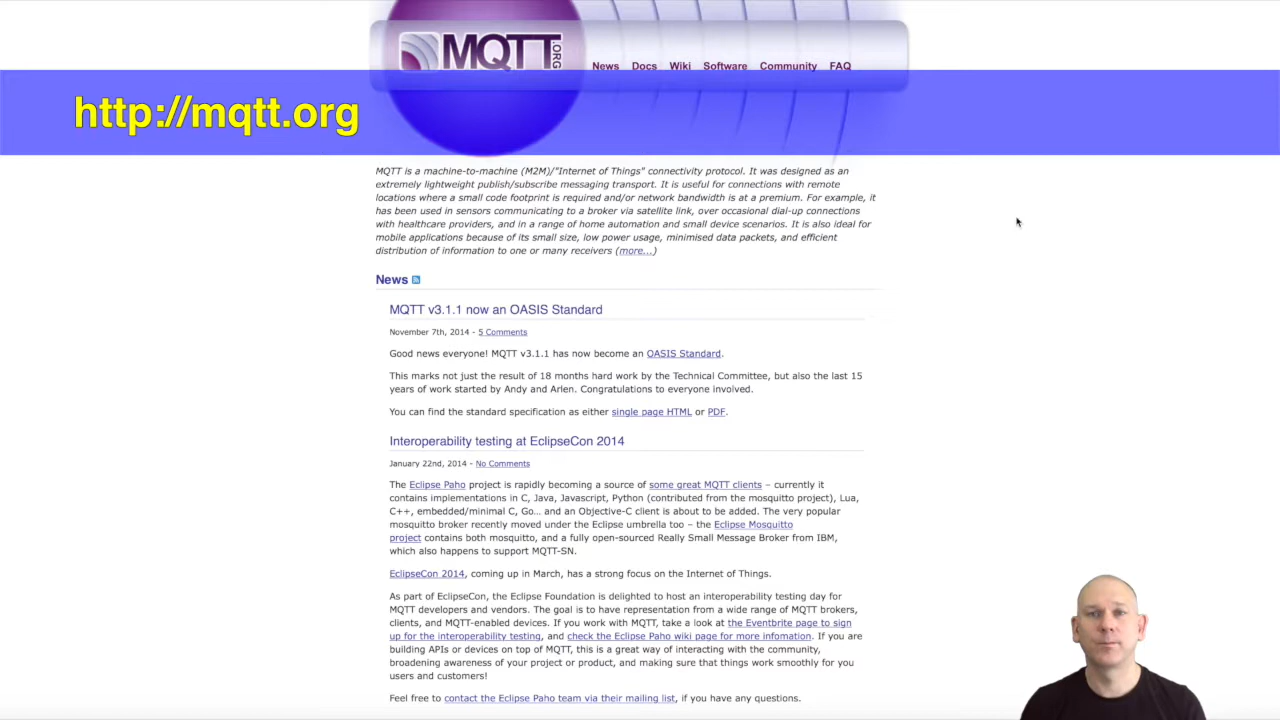 MQTT.ORG
News Docs Wiki Software Community FAQ
http://mqtt.org
MQTT is a machine-to-machine (M2M)/"Internet of Things" connectivity protocol. It was designed as an
extremely lightweight publish/subscribe messaging transport. It is useful for connections with remote
locations where a small code footprint is required and/or network bandwidth is at a premium. For example, it
has been used in sensors communicating to a broker via satellite link, over occasional dial-up connections
with healthcare providers, and in a range of home automation and small device scenarios. It is also ideal for
mobile applications because of its small size, low power usage, minimised data packets, and efficient
distribution of information to one or many receivers (more...)
News
MQTT v3.1.1 now an OASIS Standard
November 7th, 2014 - 5 Comments
Good news everyone! MQTT v3.1.1 has now become an OASIS Standard.
This marks not just the result of 18 months hard work by the Technical Committee, but also the last 15
years of work started by Andy and Arlen. Congratulations to everyone involved.
You can find the standard specification as either single page HTML or PDF.
Interoperability testing at EclipseCon 2014
January 22nd, 2014 - No Comments
The Eclipse Paho project is rapidly becoming a source of some great MQTT clients – currently it
contains implementations in C, Java, Javascript, Python (contributed from the mosquitto project), Lua,
C++, embedded/minimal C, Go… and an Objective-C client is about to be added. The very popular
mosquitto broker recently moved under the Eclipse umbrella too – the Eclipse Mosquitto
project contains both mosquitto, and a fully open-sourced Really Small Message Broker from IBM,
which also happens to support MQTT-SN.
EclipseCon 2014, coming up in March, has a strong focus on the Internet of Things.
As part of EclipseCon, the Eclipse Foundation is delighted to host an interoperability testing day for
MQTT developers and vendors. The goal is to have representation from a wide range of MQTT brokers,
clients, and MQTT-enabled devices. If you work with MQTT, take a look at the Eventbrite page to sign
up for the interoperability testing, and check the Eclipse Paho wiki page for more infomation. If you are
building APIs or devices on top of MQTT, this is a great way of interacting with the community,
broadening awareness of your project or product, and making sure that things work smoothly for you
users and customers!
Feel free to contact the Eclipse Paho team via their mailing list, if you have any questions.